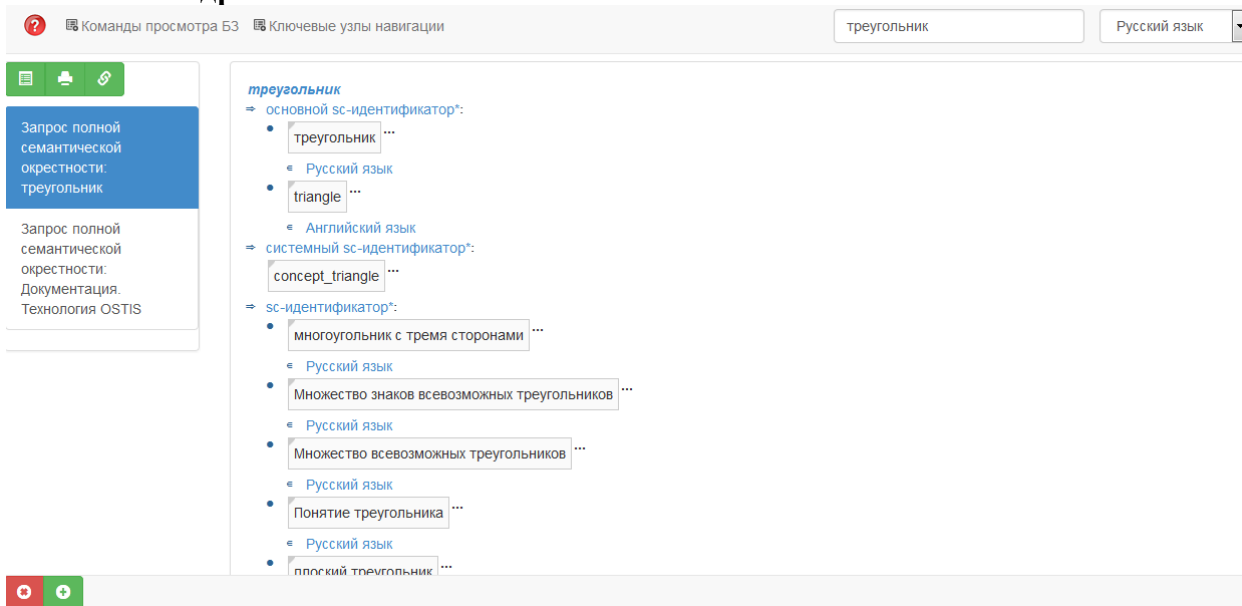 Команды просмотра БЗ Ключевые узлы навигации треугольник Русский язык
Запрос полной
семантической
окрестности:
треугольник
Запрос полной
семантической
окрестности:
Документация.
Технология OSTIS
треугольник
⇒ основной sc-идентификатор*:
• треугольник ...
∊ Русский язык
• triangle ...
∊ Английский язык
⇒ системный sc-идентификатор*:
concept_triangle ...
⇒ sc-идентификатор*:
• многоугольник с тремя сторонами ...
∊ Русский язык
• Множество знаков всевозможных треугольников ...
∊ Русский язык
• Множество всевозможных треугольников ...
∊ Русский язык
• Понятие треугольника ...
∊ Русский язык
• плоский треугольник ...